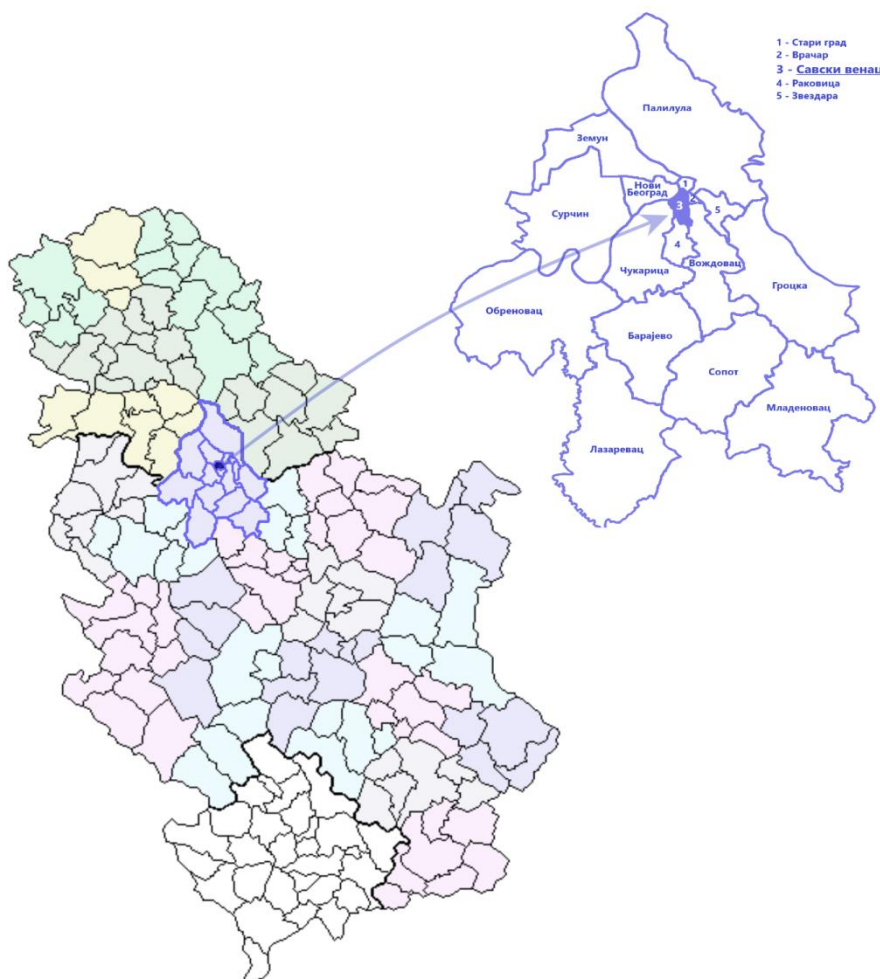 1 - Стари град
2 - Врачар
3 - Савски венац
4 - Раковица
5 - Звездара
Палилула
Земун
Нови
Београд
1
2
3
5
Сурчин
4
Вождовац
Чукарица
Гроцка
Обреновац
Барајево
Сопот
Младеновац
Лазаревац